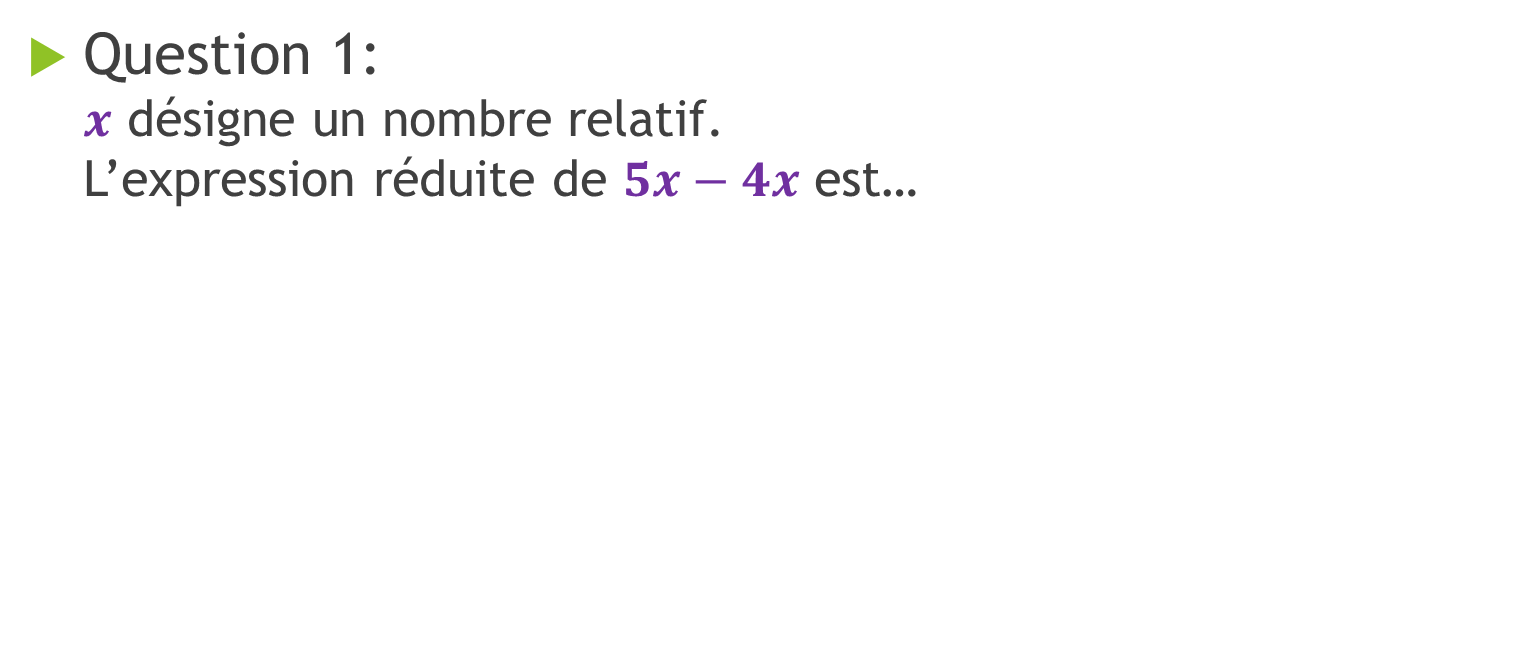 Question 1:
x désigne un nombre relatif.
L’expression réduite de 5x − 4x est…